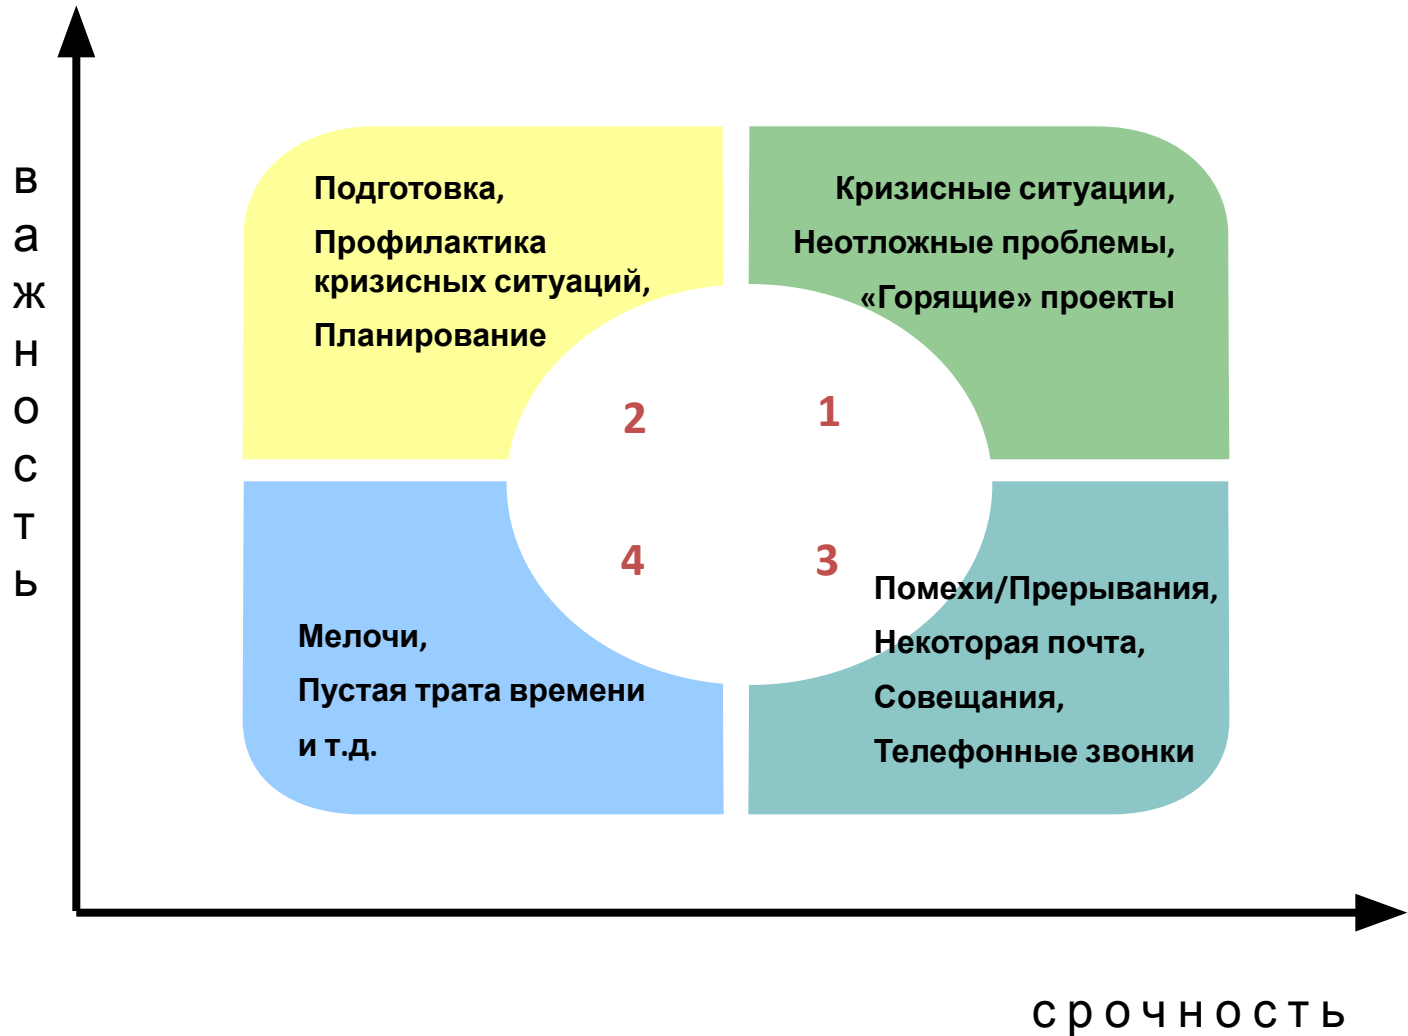 важность
Подготовка,
Профилактика
кризисных ситуаций,
Планирование
Кризисные ситуации,
Неотложные проблемы,
«Горящие» проекты
2
1
4
3
Мелочи,
Пустая трата времени
и т.д.
Помехи/Прерывания,
Некоторая почта,
Совещания,
Телефонные звонки
срочность